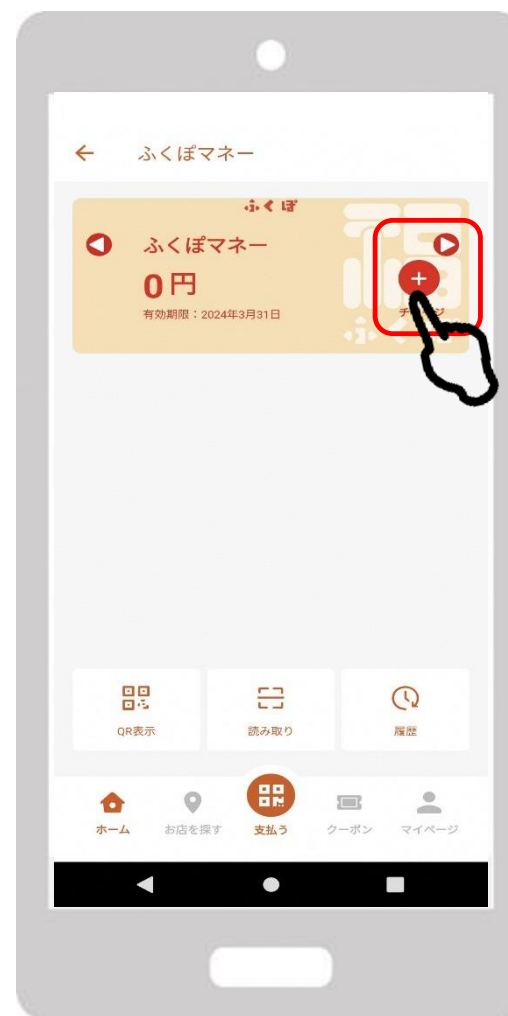 ふくぽマネー
ふくぽ
ふくぽマネー
0円
有効期限：2024年3月31日
福
QR表示
読み取り
履歴
ホーム
お店を探す
支払う
クーポン
マイページ